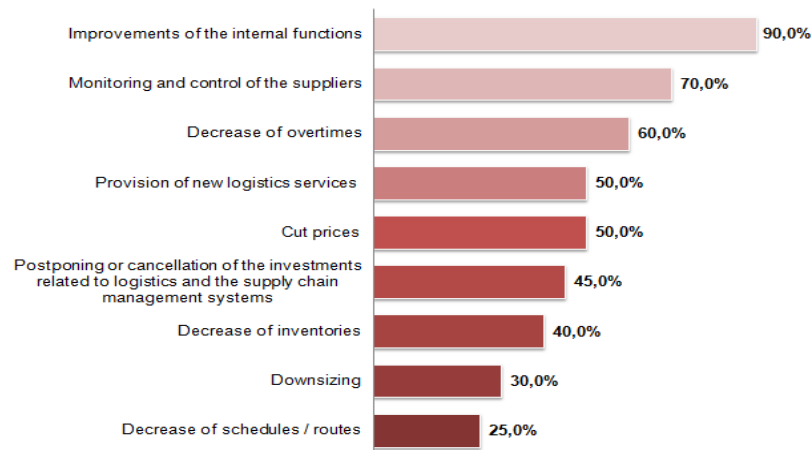 Improvements of the internal functions 90,0%
Monitoring and control of the suppliers 70,0%
Decrease of overtimes 60,0%
Provision of new logistics services 50,0%
Cut prices 50,0%
Postponing or cancellation of the investments
related to logistics and the supply chain
management systems 45,0%
Decrease of inventories 40,0%
Downsizing 30,0%
Decrease of schedules / routes 25,0%